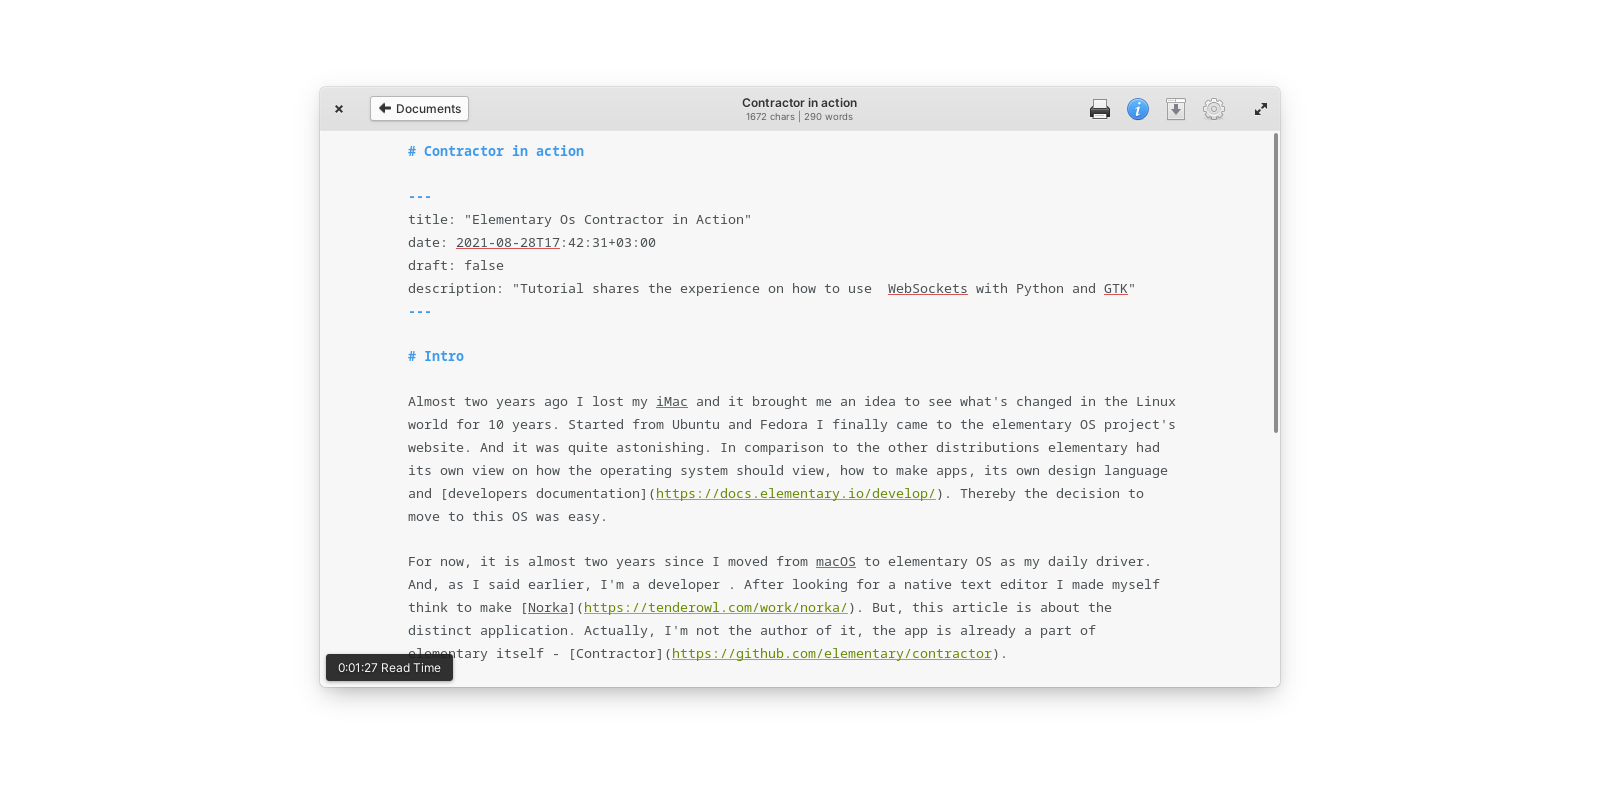 Documents
Contractor in action
1672 chars | 290 words
# Contractor in action
---
title: "Elementary Os Contractor in Action"
date: 2021-08-28T17:42:31+03:00
draft: false
description: "Tutorial shares the experience on how to use  WebSockets with Python and GTK"
---
# Intro
Almost two years ago I lost my iMac and it brought me an idea to see what's changed in the Linux
world for 10 years. Started from Ubuntu and Fedora I finally came to the elementary OS project's
website. And it was quite astonishing. In comparison to the other distributions elementary had
its own view on how the operating system should view, how to make apps, its own design language
and [developers documentation](https://docs.elementary.io/develop/). Thereby the decision to
move to this OS was easy.
For now, it is almost two years since I moved from macOS to elementary OS as my daily driver.
And, as I said earlier, I'm a developer . After looking for a native text editor I made myself
think to make [Norka](https://tenderowl.com/work/norka/). But, this article is about the
distinct application. Actually, I'm not the author of it, the app is already a part of
elementary itself - [Contractor](https://github.com/elementary/contractor).
0:01:27 Read Time